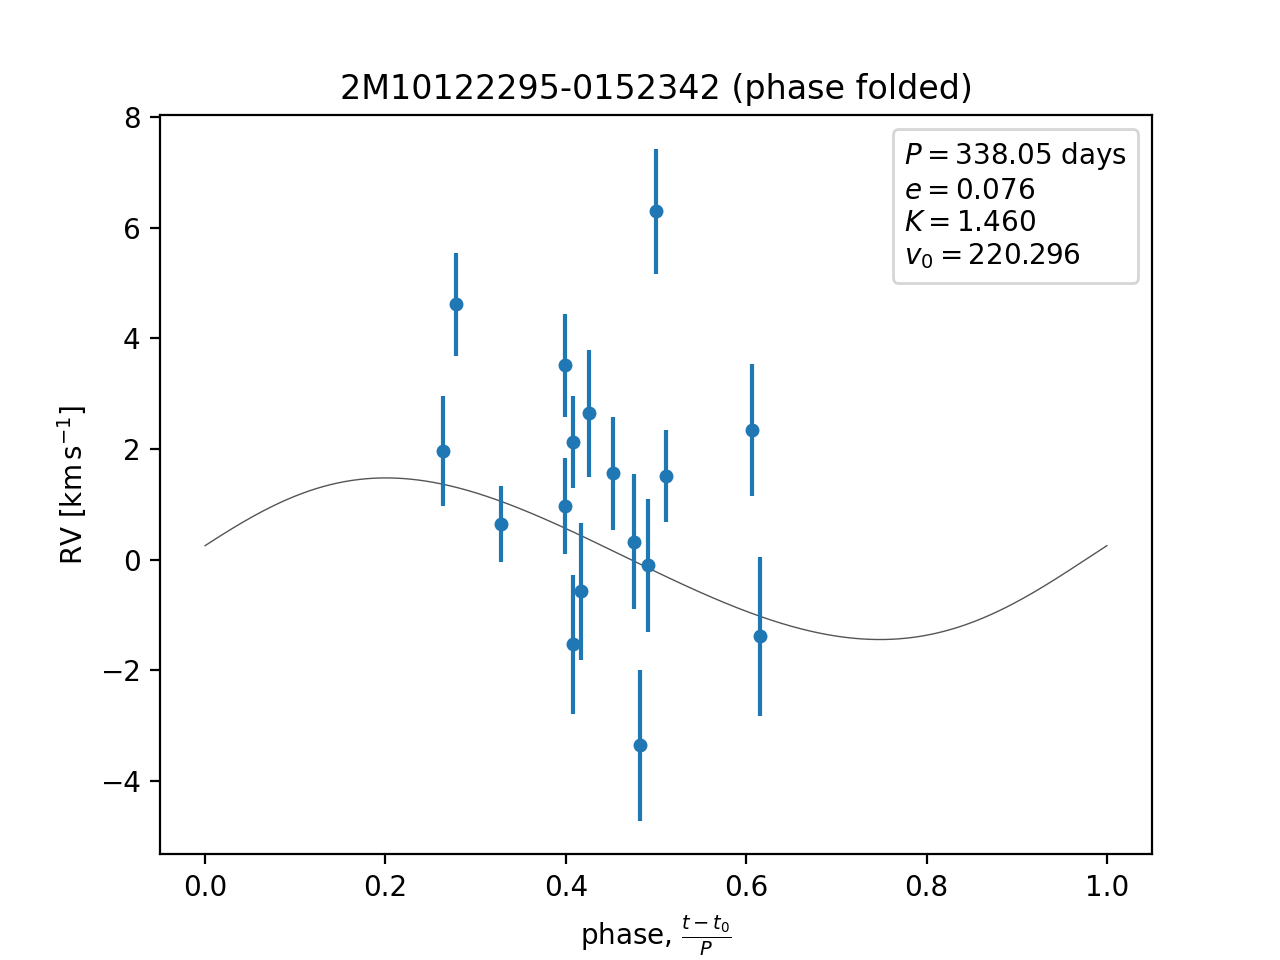 2M10122295-0152342 (phase folded)
P = 338.05 days
e = 0.076
K = 1.460
v₀ = 220.296
8
6
4
2
0
−2
−4
RV [km s⁻¹]
0.0 0.2 0.4 0.6 0.8 1.0
phase, (t − t₀)/P